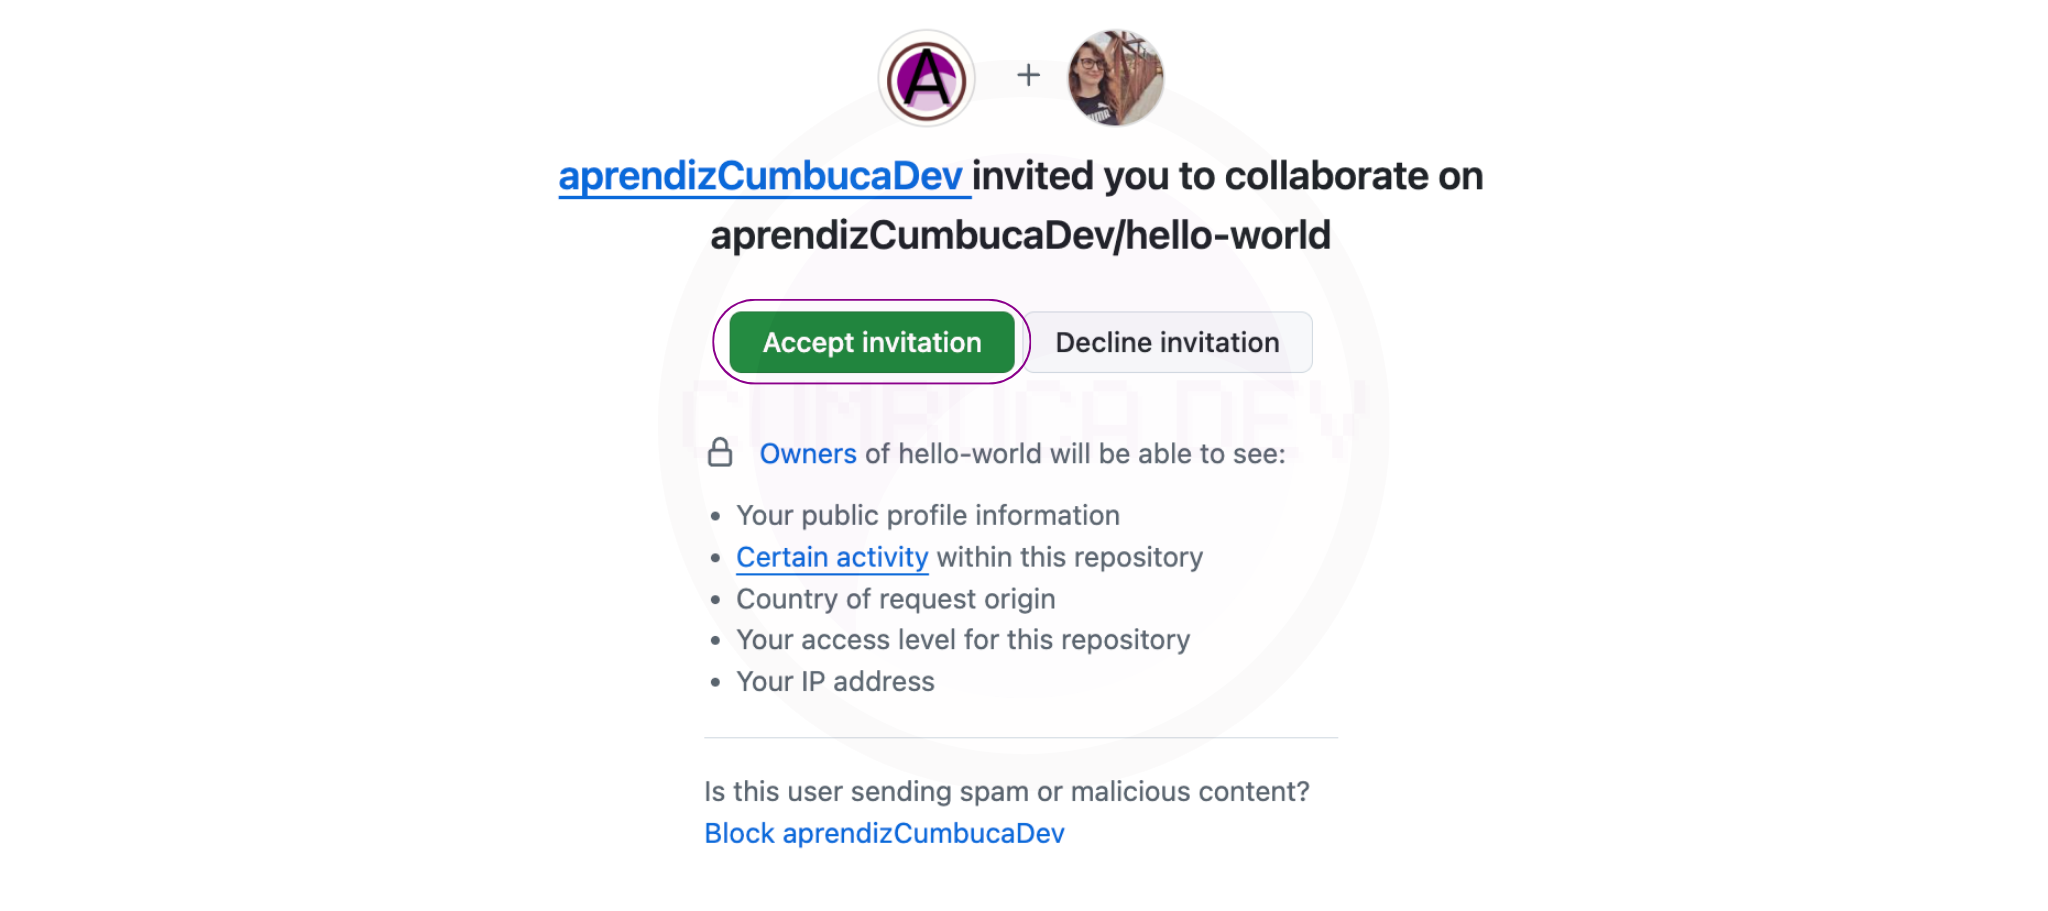 A
aprendizCumbucaDev invited you to collaborate on
aprendizCumbucaDev/hello-world
Accept invitation
Decline invitation
CUMBUCA DEV
Owners of hello-world will be able to see:
• Your public profile information
• Certain activity within this repository
• Country of request origin
• Your access level for this repository
• Your IP address
Is this user sending spam or malicious content?
Block aprendizCumbucaDev